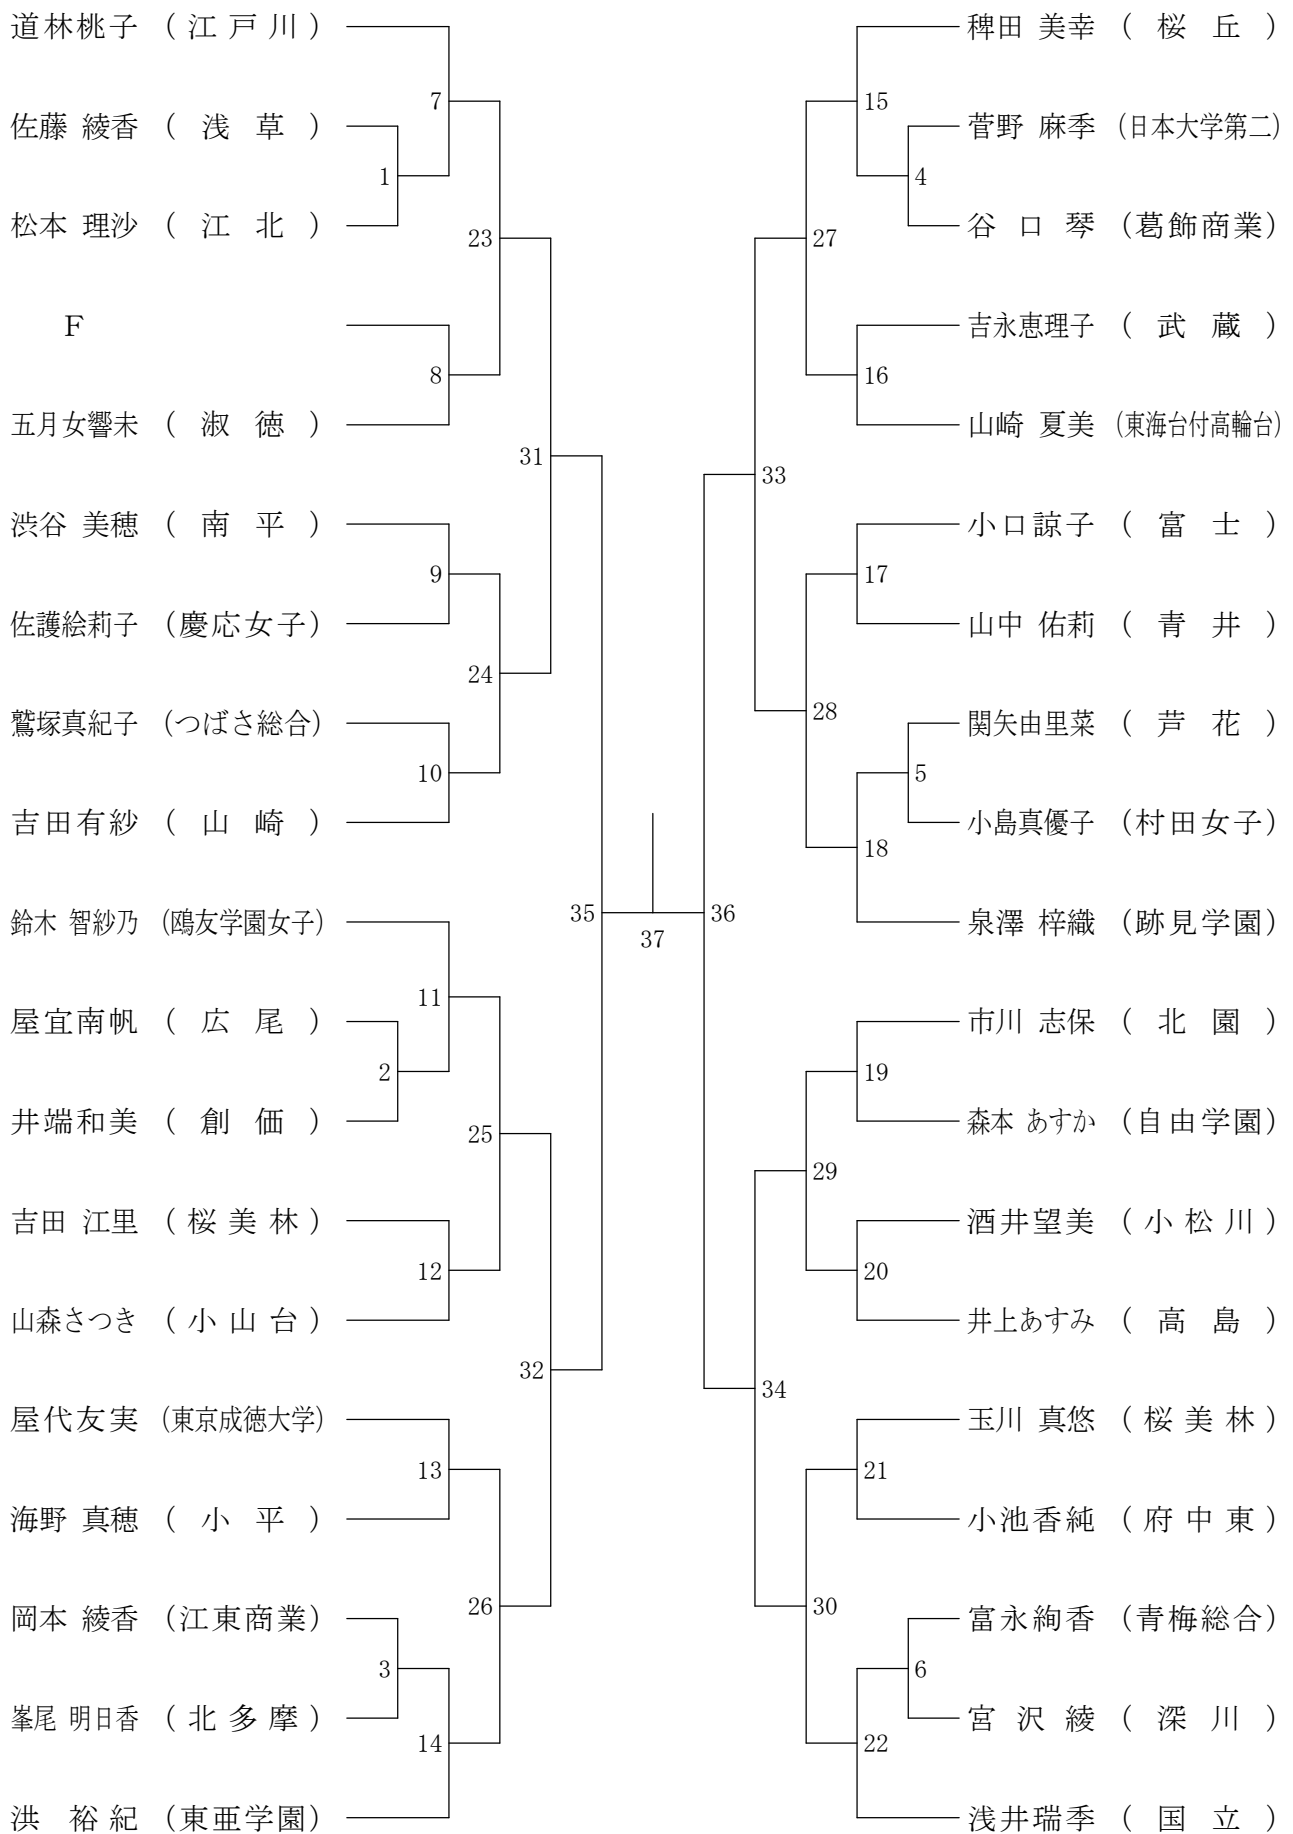 道林桃子 (江戸川)
佐藤 綾香 (浅草)
松本 理沙 (江北)
F
五月女響未 (淑徳)
渋谷 美穂 (南平)
佐護絵莉子 (慶応女子)
鷲塚真紀子 (つばさ総合)
吉田有紗 (山崎)
鈴木 智紗乃 (鴎友学園女子)
屋宜南帆 (広尾)
井端和美 (創価)
吉田 江里 (桜美林)
山森さつき (小山台)
屋代友実 (東京成徳大学)
海野 真穂 (小平)
岡本 綾香 (江東商業)
峯尾 明日香 (北多摩)
洪 裕紀 (東亜学園)
1
2
3
7
8
9
10
11
12
13
14
23
24
25
26
31
32
35
37
36
33
34
27
28
29
30
15
16
17
18
19
20
21
22
4
5
6
稗田 美幸 (桜丘)
菅野 麻季 (日本大学第二)
谷口琴 (葛飾商業)
吉永恵理子 (武蔵)
山崎 夏美 (東海台付高輪台)
小口諒子 (富士)
山中 佑莉 (青井)
関矢由里菜 (芦花)
小島真優子 (村田女子)
泉澤 梓織 (跡見学園)
市川 志保 (北園)
森本 あすか (自由学園)
酒井望美 (小松川)
井上あすみ (高島)
玉川 真悠 (桜美林)
小池香純 (府中東)
富永絢香 (青梅総合)
宮沢綾 (深川)
浅井瑞季 (国立)